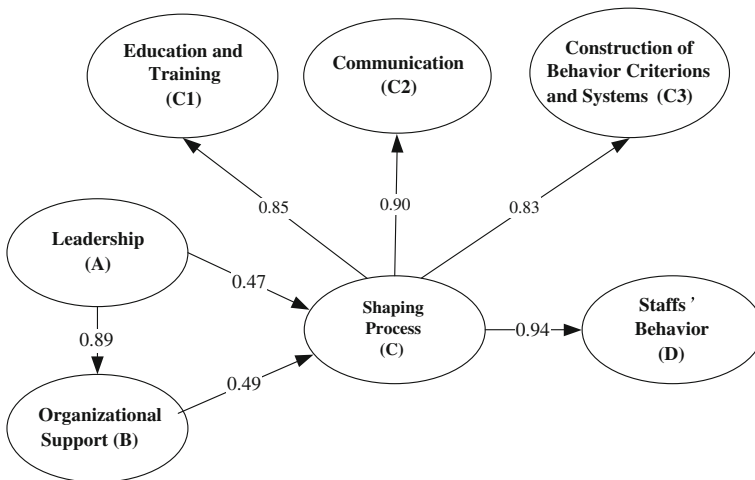 Education and
Training
(C1)
Communication
(C2)
Construction of
Behavior Criterions
and Systems (C3)
0.85
0.90
0.83
Leadership
(A)
0.47
Shaping
Process
(C)
0.94
Staffs '
Behavior
(D)
0.89
0.49
Organizational
Support (B)